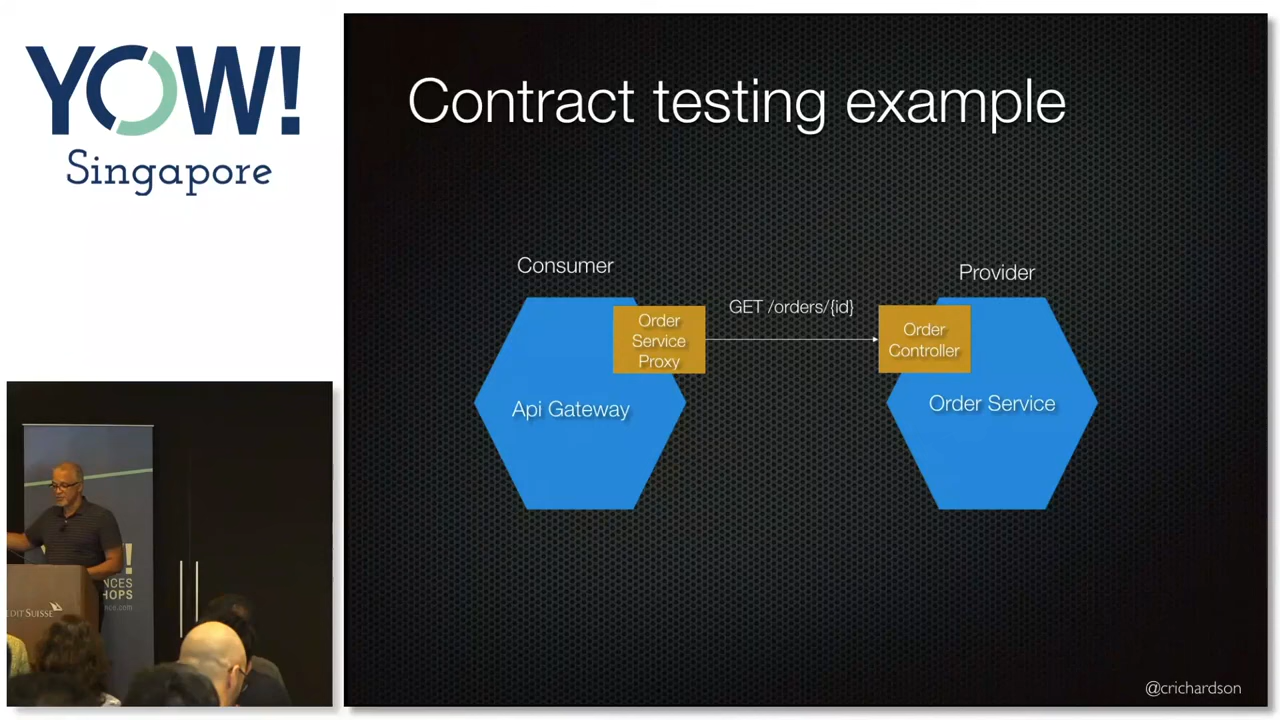 YOW!
Singapore
Contract testing example
Consumer
Provider
GET /orders/{id}
Order
Service
Proxy
Order
Controller
Api Gateway
Order Service
@crichardson